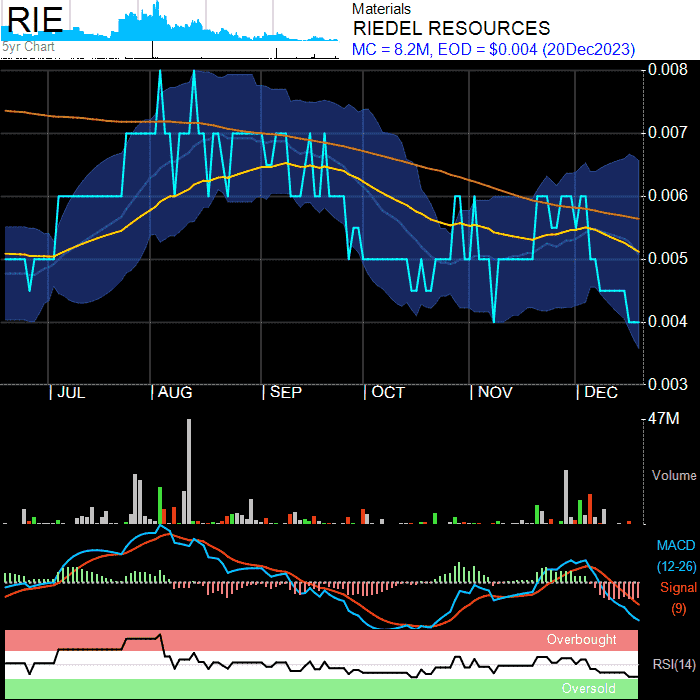 RIE
5yr Chart
Materials
RIEDEL RESOURCES
MC = 8.2M, EOD = $0.004 (20Dec2023)
0.008
0.007
0.006
0.005
0.004
0.003
JUL AUG SEP OCT NOV DEC
47M
Volume
MACD
(12-26)
Signal
(9)
Overbought
RSI(14)
Oversold